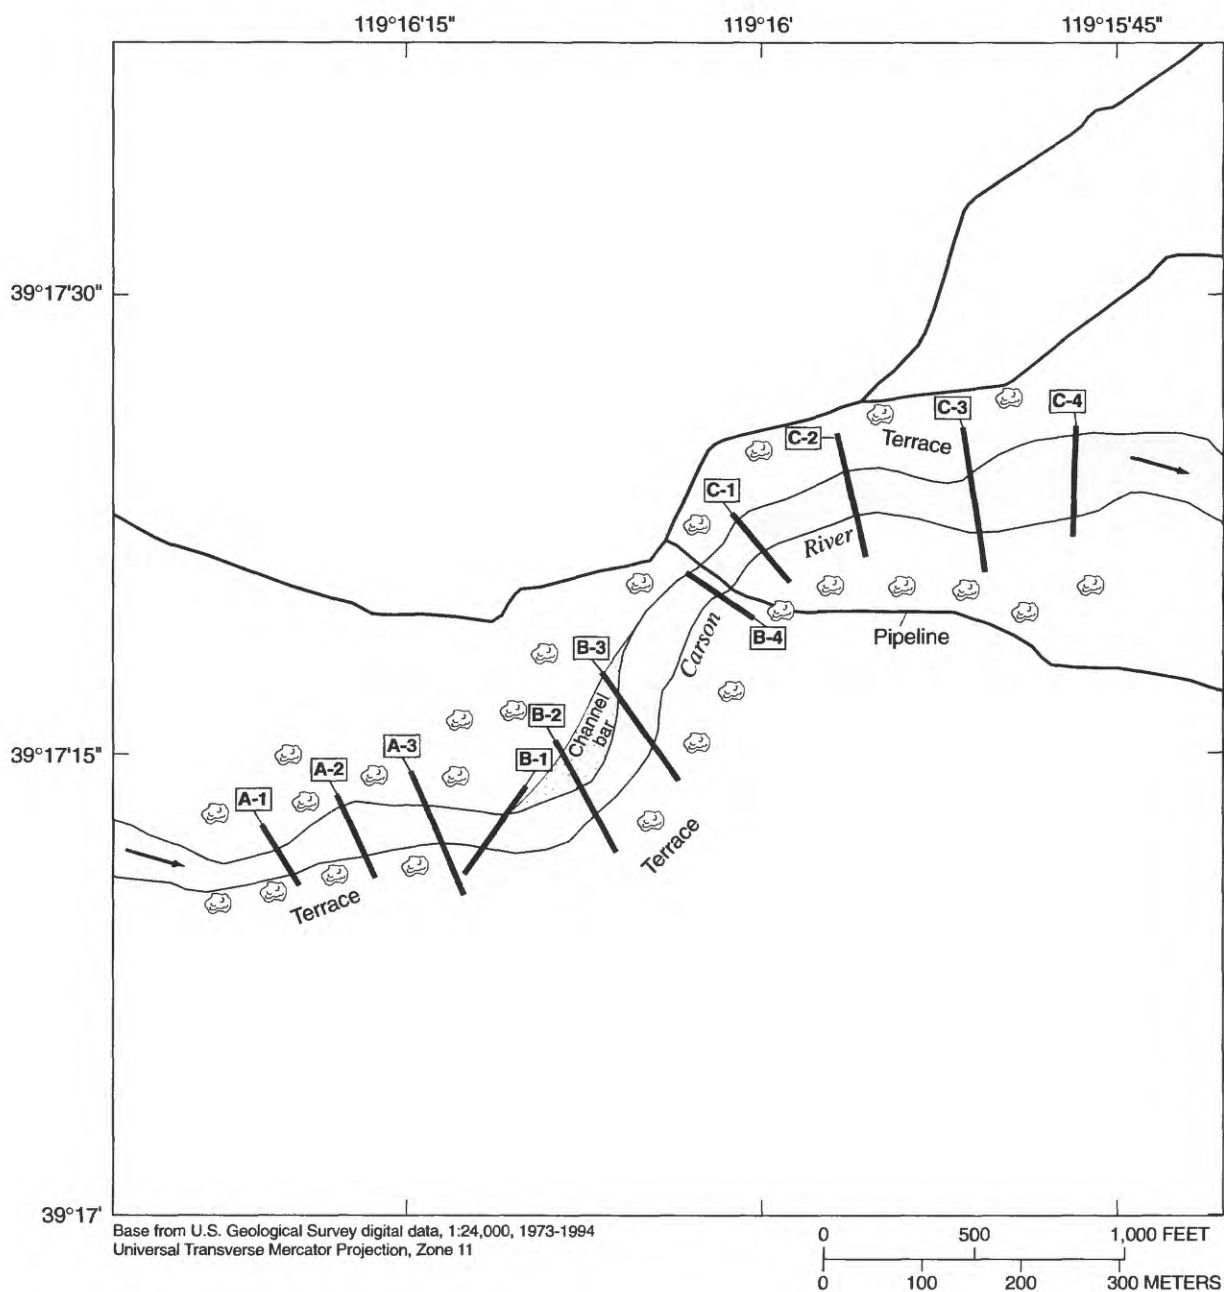 119°16'15"
119°16'
119°15'45"
39°17'30"
C-4
C-3
C-2
Terrace
C-1
River
B-4
Pipeline
Carson
B-3
Channel
bar
B-2
39°17'15"
A-3
B-1
A-2
A-1
Terrace
Terrace
39°17'
Base from U.S. Geological Survey digital data, 1:24,000, 1973-1994
Universal Transverse Mercator Projection, Zone 11
0 500 1,000 FEET
0 100 200 300 METERS